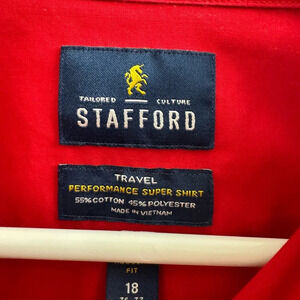 TAILORED CULTURE
STAFFORD
TRAVEL
PERFORMANCE SUPER SHIRT
55% COTTON 45% POLYESTER
MADE IN VIETNAM
FIT
18